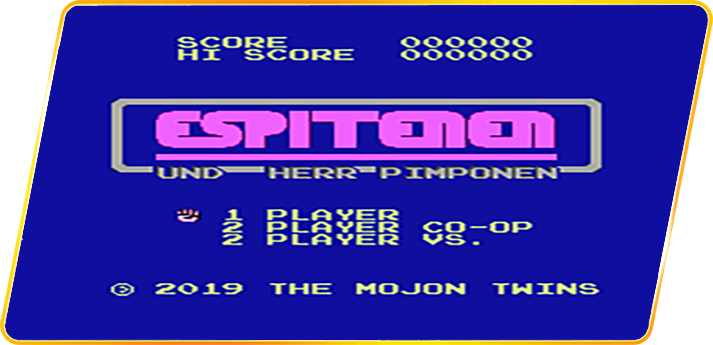 SCORE 000000
HI SCORE 000000
ESPITENEN
UND HERR PIMPONEN
1 PLAYER
2 PLAYER CO-OP
2 PLAYER VS.
© 2019 THE MOJON TWINS